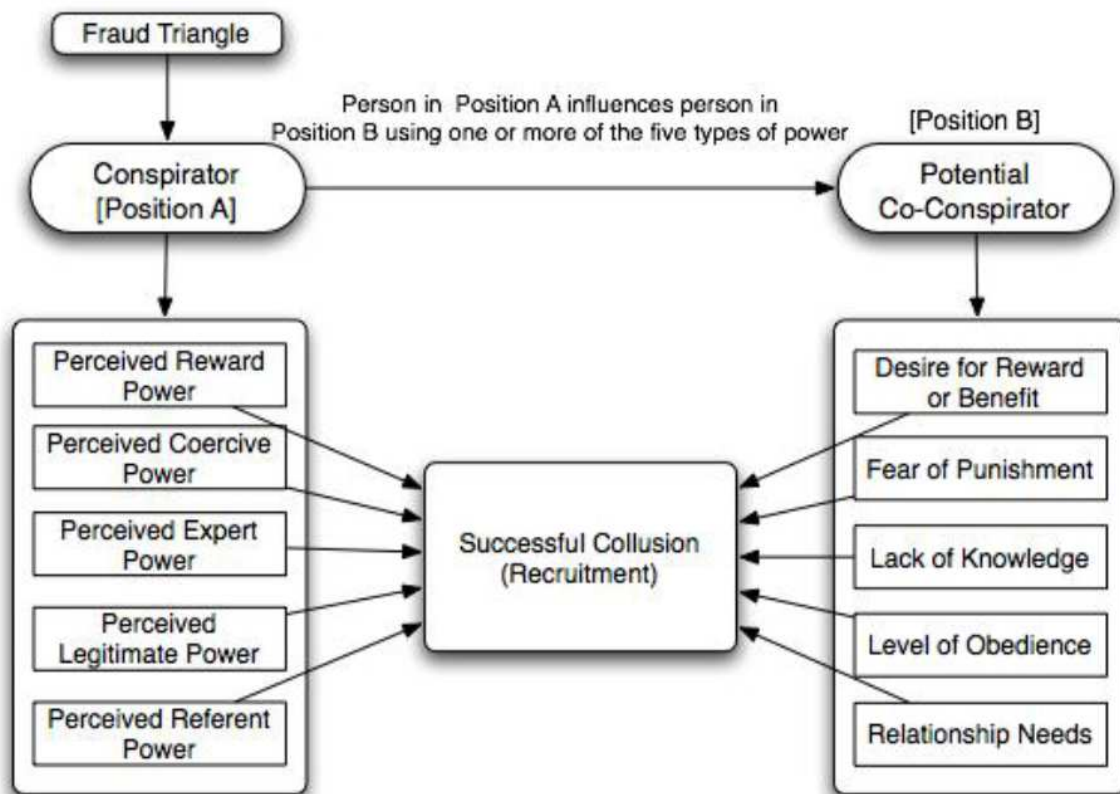 Fraud Triangle
Person in Position A influences person in
Position B using one or more of the five types of power
[Position B]
Conspirator
[Position A]
Potential
Co-Conspirator
Perceived Reward
Power
Perceived Coercive
Power
Perceived Expert
Power
Perceived
Legitimate Power
Perceived Referent
Power
Successful Collusion
(Recruitment)
Desire for Reward
or Benefit
Fear of Punishment
Lack of Knowledge
Level of Obedience
Relationship Needs